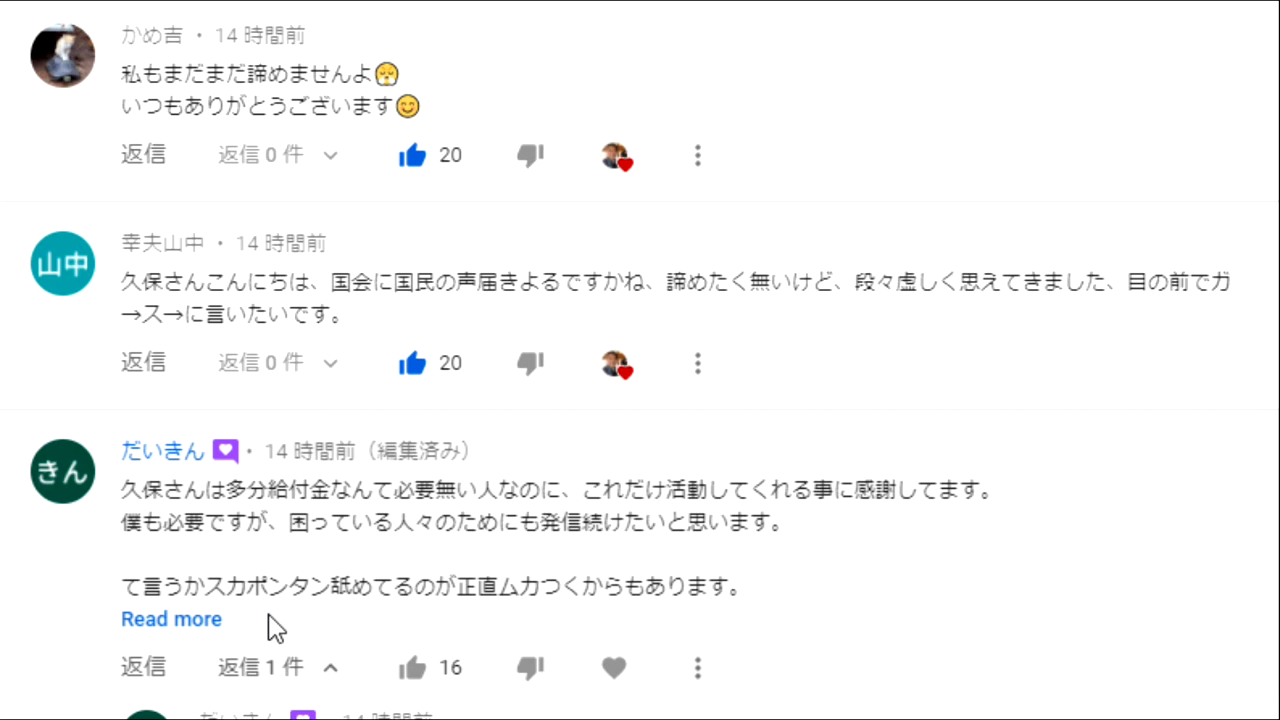 かめ吉 ・ 14 時間前
私もまだまだ諦めませんよ😤
いつもありがとうございます😊
返信 返信 0 件 20
山中
幸夫山中 ・ 14 時間前
久保さんこんにちは、国会に国民の声届きよるですかね、諦めたく無いけど、段々虚しく思えてきました、目の前でガ
→ス→に言いたいです。
返信 返信 0 件 20
きん
だいきん ・ 14 時間前（編集済み）
久保さんは多分給付金なんて必要無い人なのに、これだけ活動してくれる事に感謝してます。
僕も必要ですが、困っている人々のためにも発信続けたいと思います。
て言うかスカポンタン舐めてるのが正直ムカつくからもあります。
Read more
返信 返信 1 件 16
だいきん ・ 14 時間前